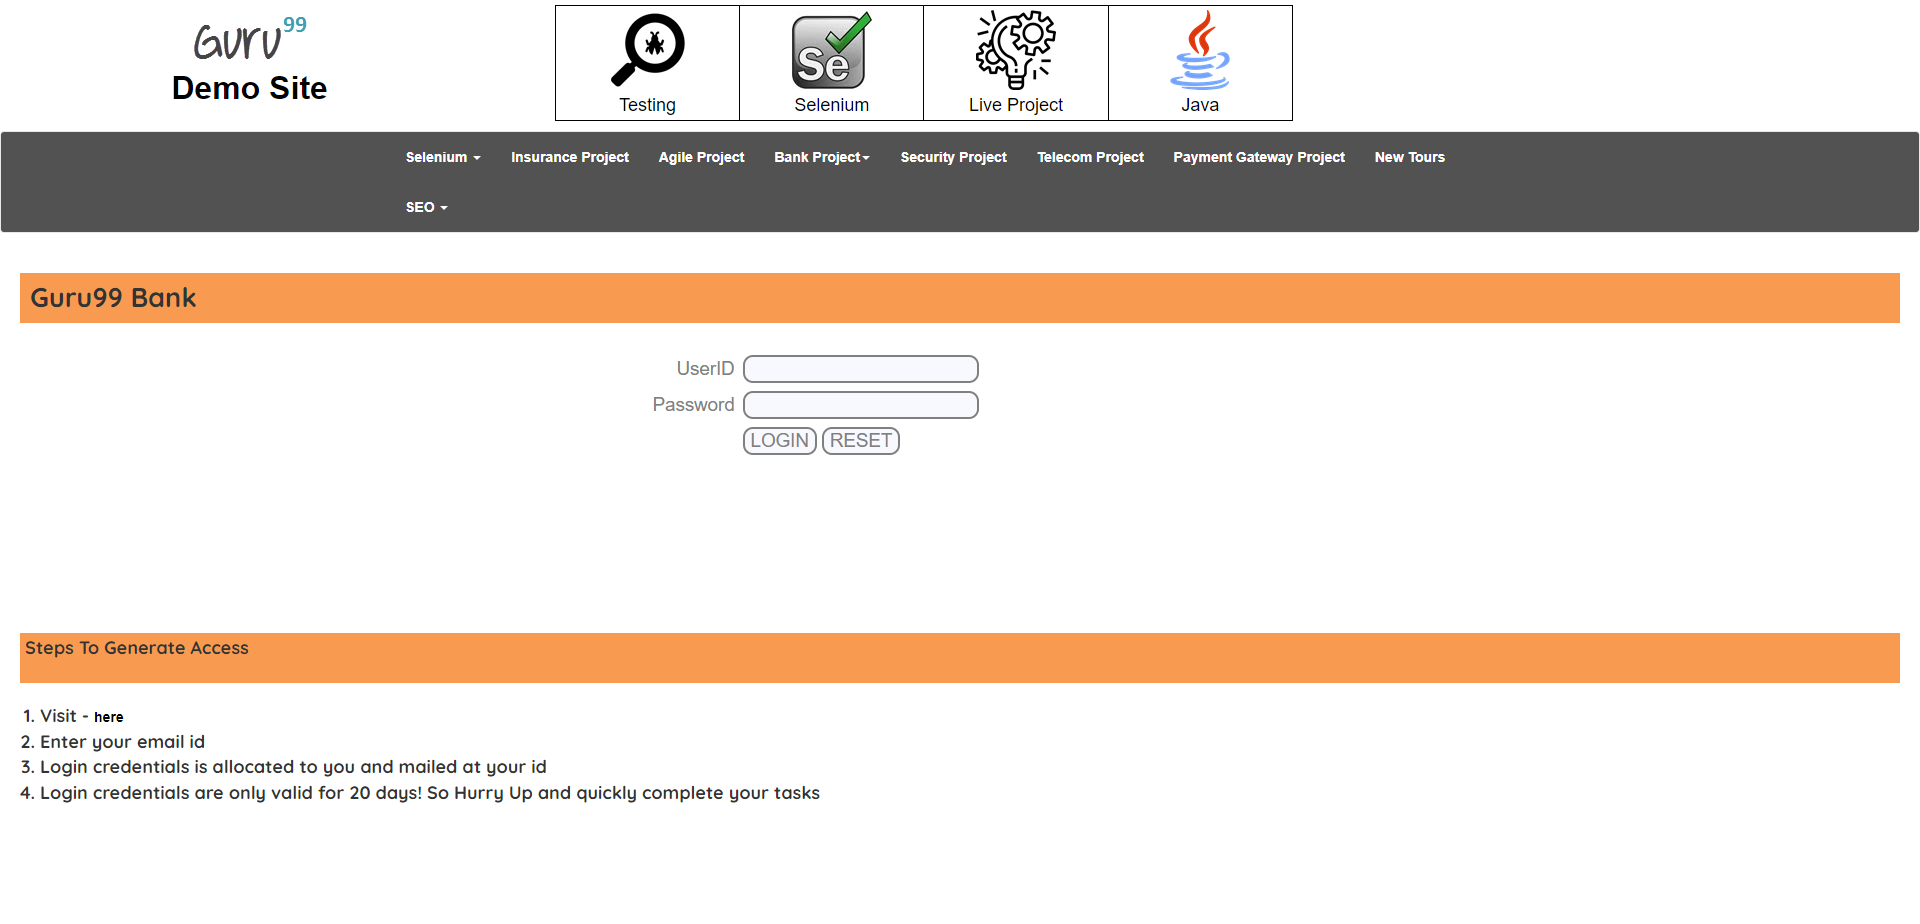 Guru99
Demo Site
Se
Testing
Selenium
Live Project
Java
Selenium
Insurance Project
Agile Project
Bank Project
Security Project
Telecom Project
Payment Gateway Project
New Tours
SEO
Guru99 Bank
UserID
Password
LOGIN RESET
Steps To Generate Access
1. Visit - here
2. Enter your email id
3. Login credentials is allocated to you and mailed at your id
4. Login credentials are only valid for 20 days! So Hurry Up and quickly complete your tasks